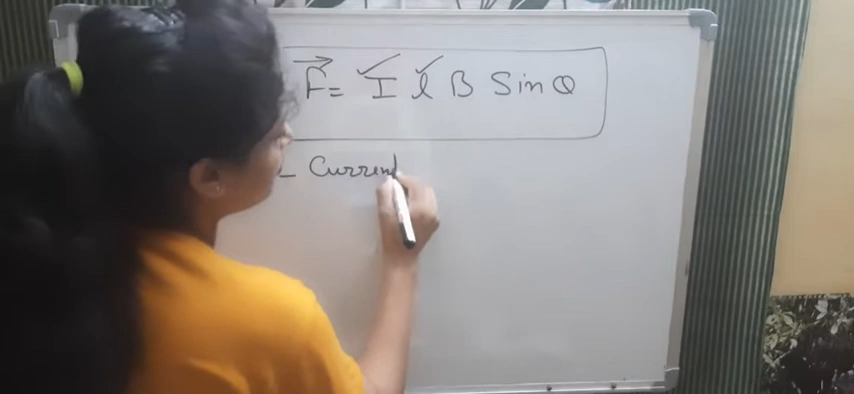 F = I l B Sin θ
– Current